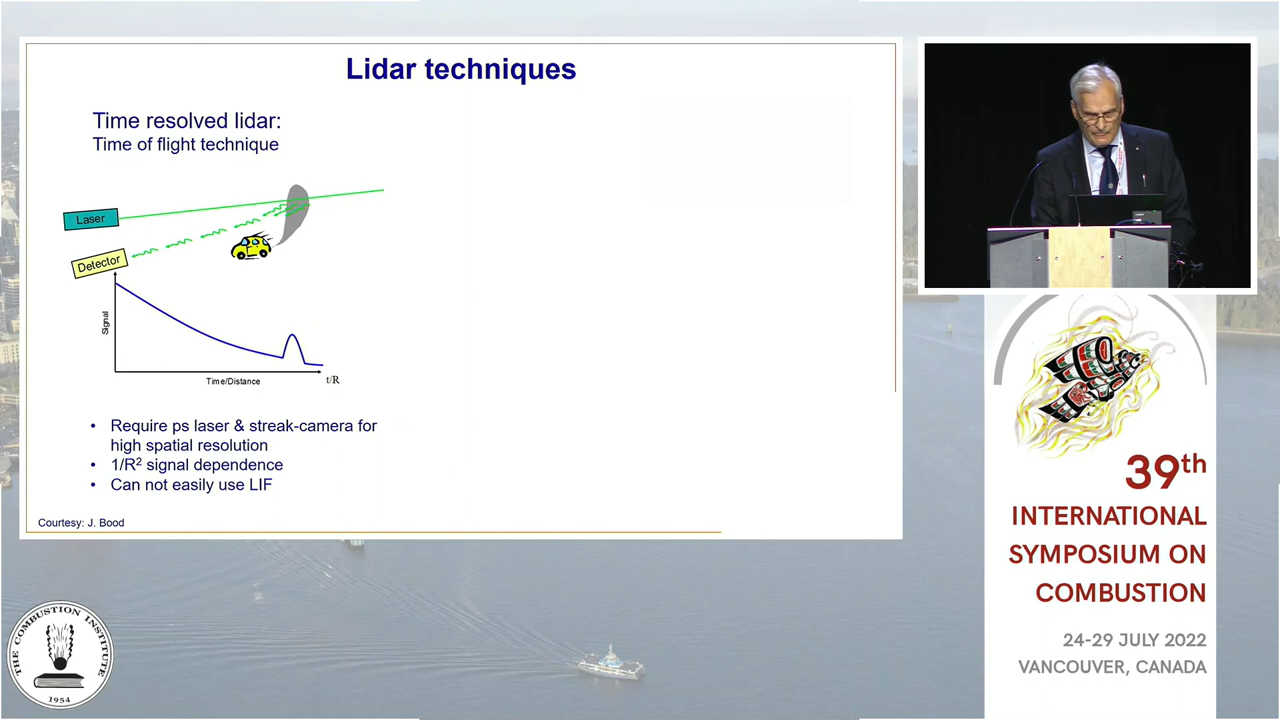 Lidar techniques
Time resolved lidar:
Time of flight technique
Laser
Detector
Signal
Time/Distance
t/R
• Require ps laser & streak-camera for
high spatial resolution
• 1/R² signal dependence
• Can not easily use LIF
Courtesy: J. Bood
39th
INTERNATIONAL
SYMPOSIUM ON
COMBUSTION
24-29 JULY 2022
VANCOUVER, CANADA
THE COMBUSTION INSTITUTE
1954